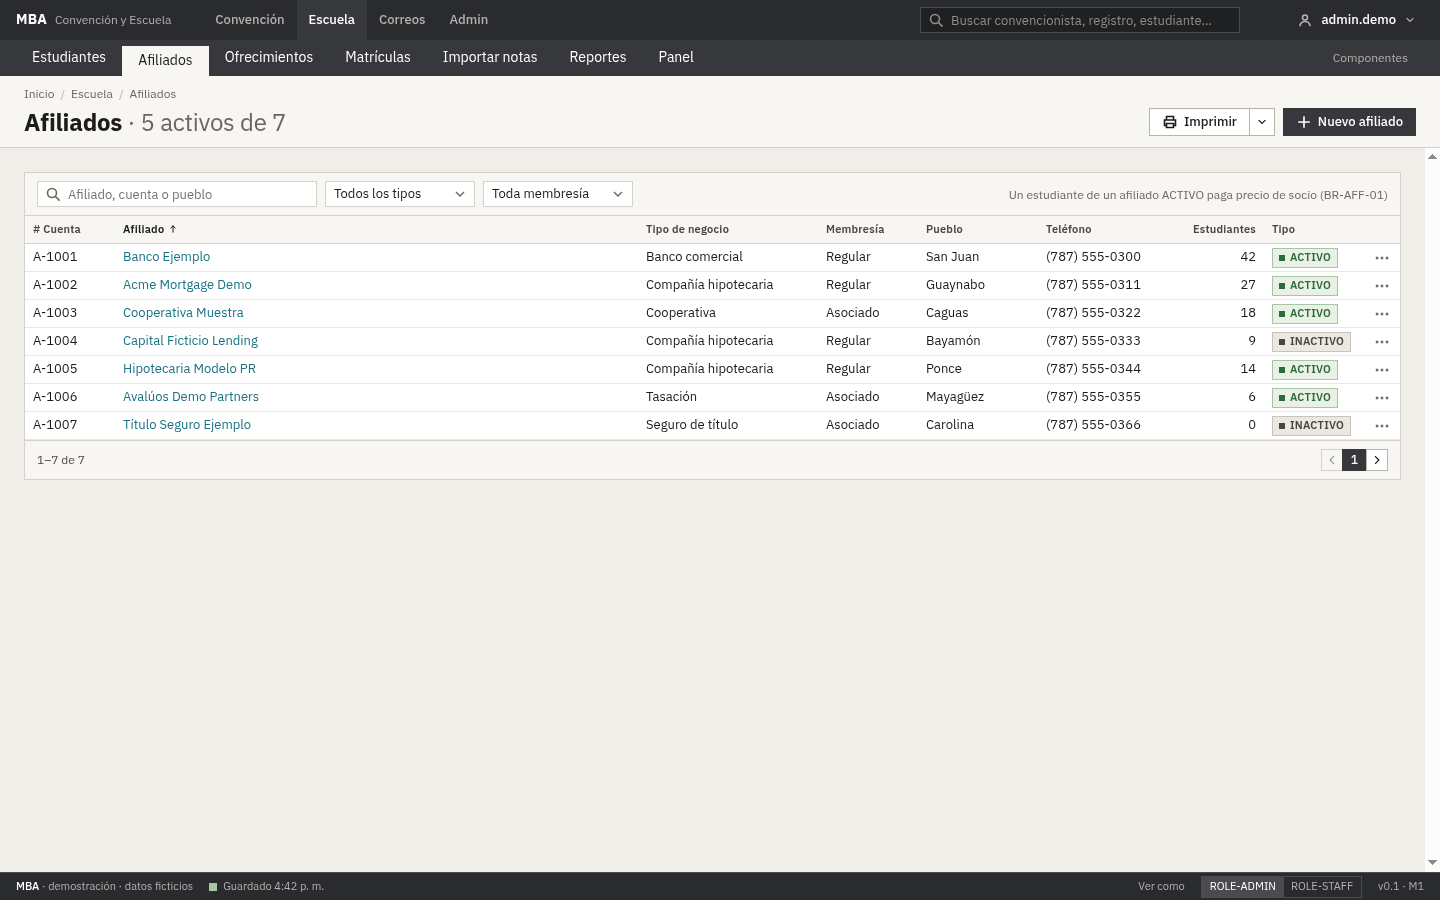 MBA Convención y Escuela Convención Escuela Correos Admin Buscar convencionista, registro, estudiante... admin.demo
Estudiantes Afiliados Ofrecimientos Matrículas Importar notas Reportes Panel Componentes
Inicio / Escuela / Afiliados
Afiliados · 5 activos de 7 Imprimir + Nuevo afiliado
Afiliado, cuenta o pueblo Todos los tipos Toda membresía Un estudiante de un afiliado ACTIVO paga precio de socio (BR-AFF-01)
# Cuenta Afiliado ↑ Tipo de negocio Membresía Pueblo Teléfono Estudiantes Tipo
A-1001 Banco Ejemplo Banco comercial Regular San Juan (787) 555-0300 42 ACTIVO ...
A-1002 Acme Mortgage Demo Compañía hipotecaria Regular Guaynabo (787) 555-0311 27 ACTIVO ...
A-1003 Cooperativa Muestra Cooperativa Asociado Caguas (787) 555-0322 18 ACTIVO ...
A-1004 Capital Ficticio Lending Compañía hipotecaria Regular Bayamón (787) 555-0333 9 INACTIVO ...
A-1005 Hipotecaria Modelo PR Compañía hipotecaria Regular Ponce (787) 555-0344 14 ACTIVO ...
A-1006 Avalúos Demo Partners Tasación Asociado Mayagüez (787) 555-0355 6 ACTIVO ...
A-1007 Título Seguro Ejemplo Seguro de título Asociado Carolina (787) 555-0366 0 INACTIVO ...
1–7 de 7 1
MBA · demostración · datos ficticios Guardado 4:42 p. m. Ver como ROLE-ADMIN ROLE-STAFF v0.1 · M1